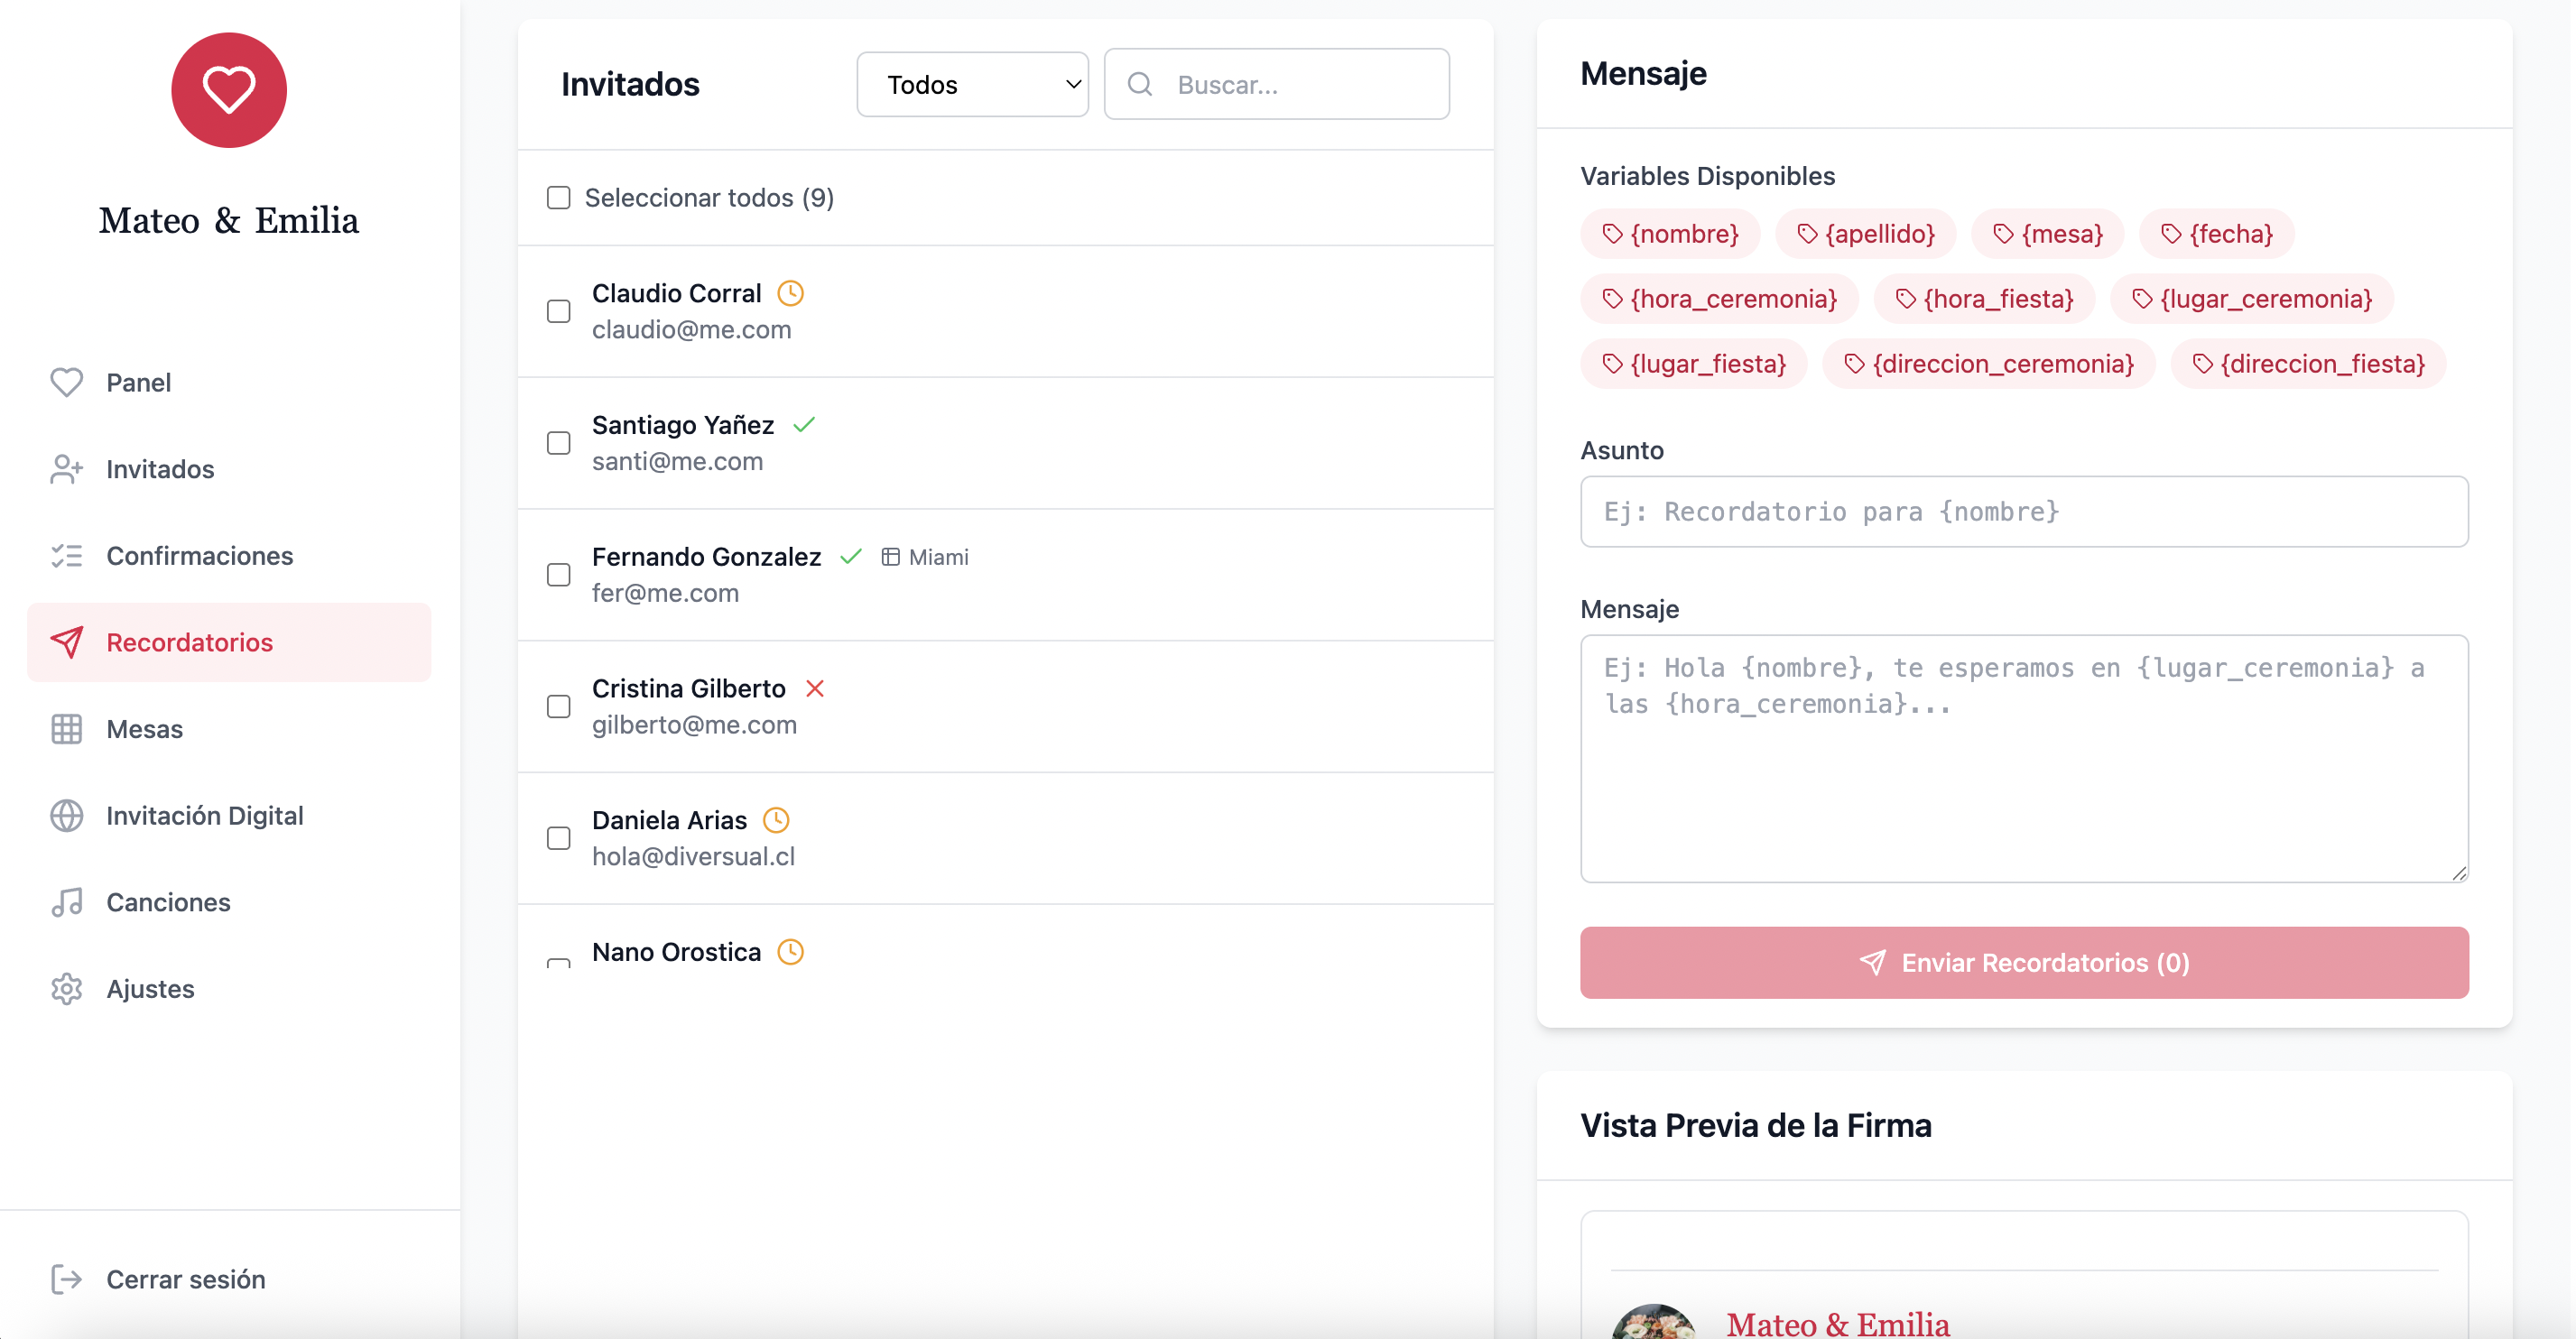 Mateo & Emilia
Panel
Invitados
Confirmaciones
Recordatorios
Mesas
Invitación Digital
Canciones
Ajustes
Cerrar sesión
Invitados
Todos
Buscar...
Seleccionar todos (9)
Claudio Corral
claudio@me.com
Santiago Yañez
santi@me.com
Fernando Gonzalez Miami
fer@me.com
Cristina Gilberto
gilberto@me.com
Daniela Arias
hola@diversual.cl
Nano Orostica
Mensaje
Variables Disponibles
{nombre} {apellido} {mesa} {fecha}
{hora_ceremonia} {hora_fiesta} {lugar_ceremonia}
{lugar_fiesta} {direccion_ceremonia} {direccion_fiesta}
Asunto
Ej: Recordatorio para {nombre}
Mensaje
Ej: Hola {nombre}, te esperamos en {lugar_ceremonia} a
las {hora_ceremonia}...
Enviar Recordatorios (0)
Vista Previa de la Firma
Mateo & Emilia